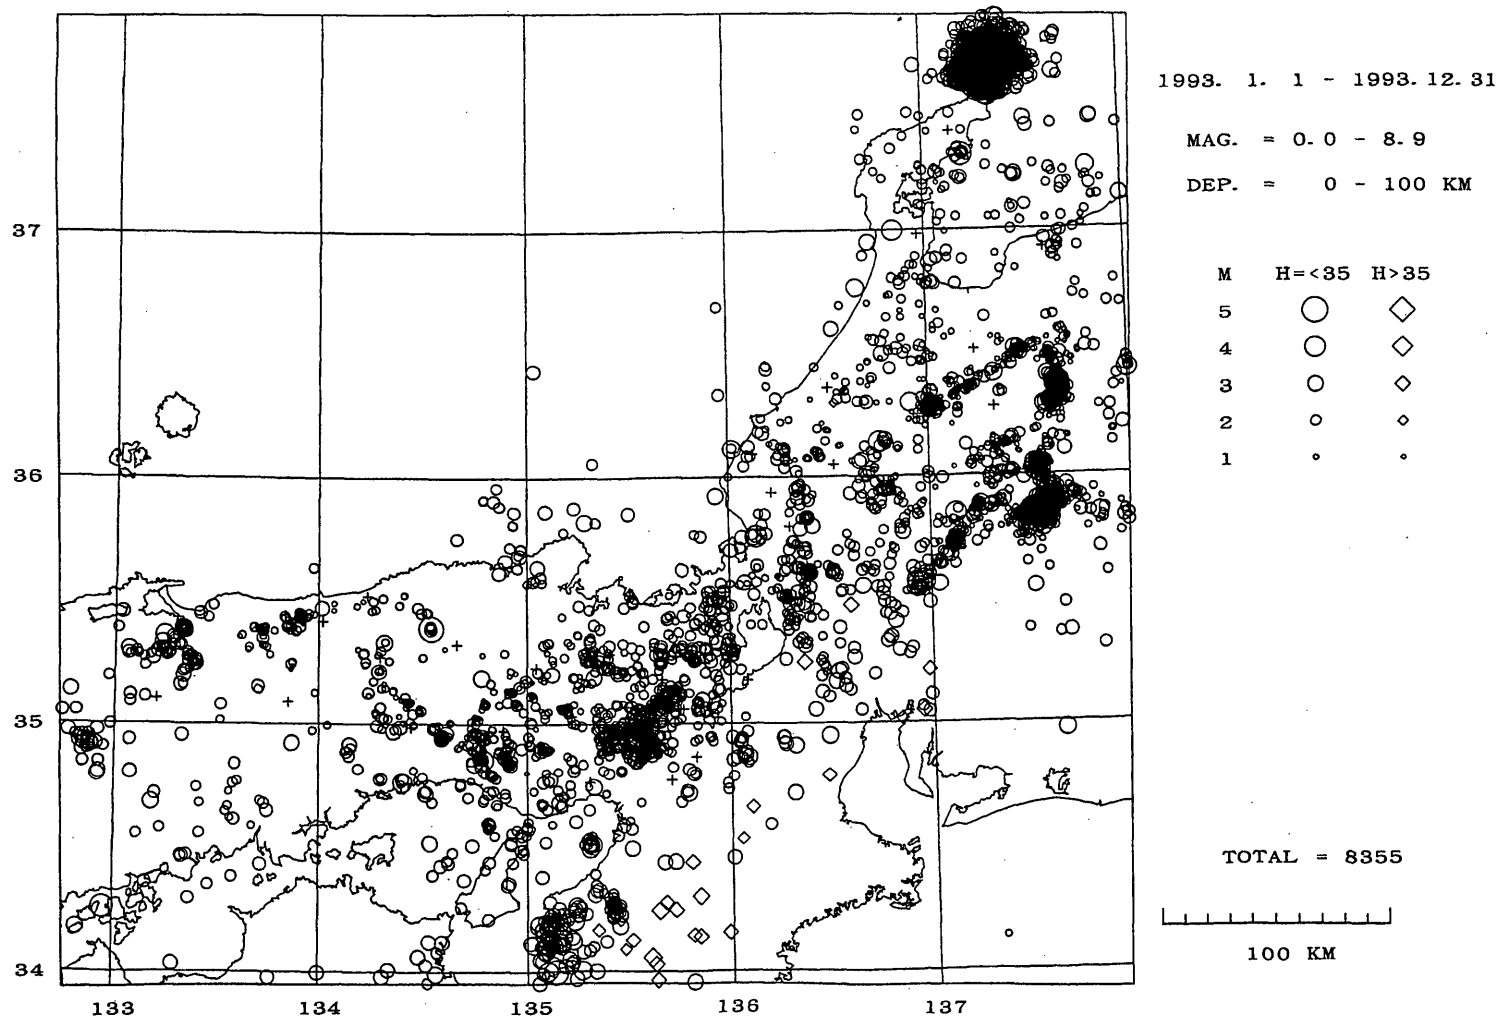 1993. 1. 1 - 1993. 12. 31
MAG. = 0. 0 - 8. 9
DEP. = 0 - 100 KM
M H=<35 H>35
5
4
3
2
1
TOTAL = 8355
100 KM
37
36
35
34
133 134 135 136 137